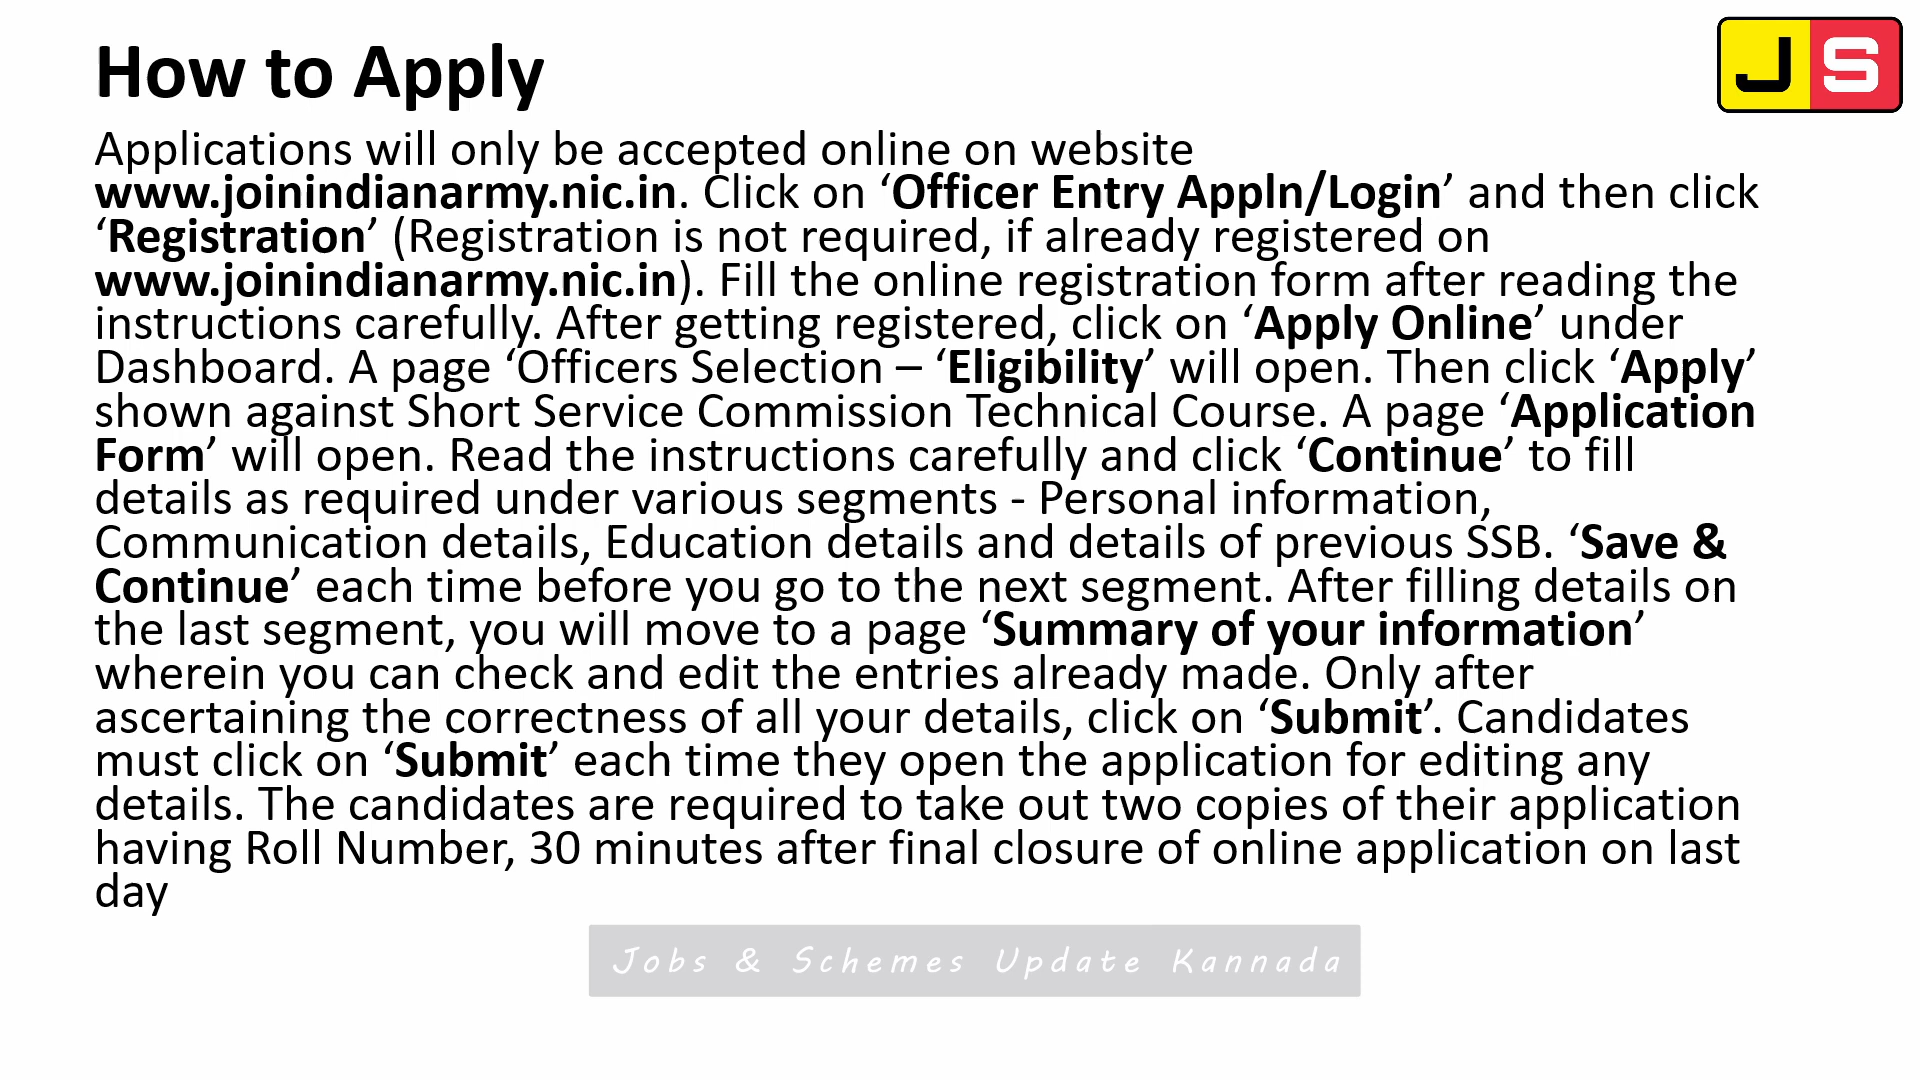 How to Apply
JS
Applications will only be accepted online on website
www.joinindianarmy.nic.in. Click on ‘Officer Entry Appln/Login’ and then click
‘Registration’ (Registration is not required, if already registered on
www.joinindianarmy.nic.in). Fill the online registration form after reading the
instructions carefully. After getting registered, click on ‘Apply Online’ under
Dashboard. A page ‘Officers Selection – ‘Eligibility’ will open. Then click ‘Apply’
shown against Short Service Commission Technical Course. A page ‘Application
Form’ will open. Read the instructions carefully and click ‘Continue’ to fill
details as required under various segments - Personal information,
Communication details, Education details and details of previous SSB. ‘Save &
Continue’ each time before you go to the next segment. After filling details on
the last segment, you will move to a page ‘Summary of your information’
wherein you can check and edit the entries already made. Only after
ascertaining the correctness of all your details, click on ‘Submit’. Candidates
must click on ‘Submit’ each time they open the application for editing any
details. The candidates are required to take out two copies of their application
having Roll Number, 30 minutes after final closure of online application on last
day
Jobs & Schemes Update Kannada